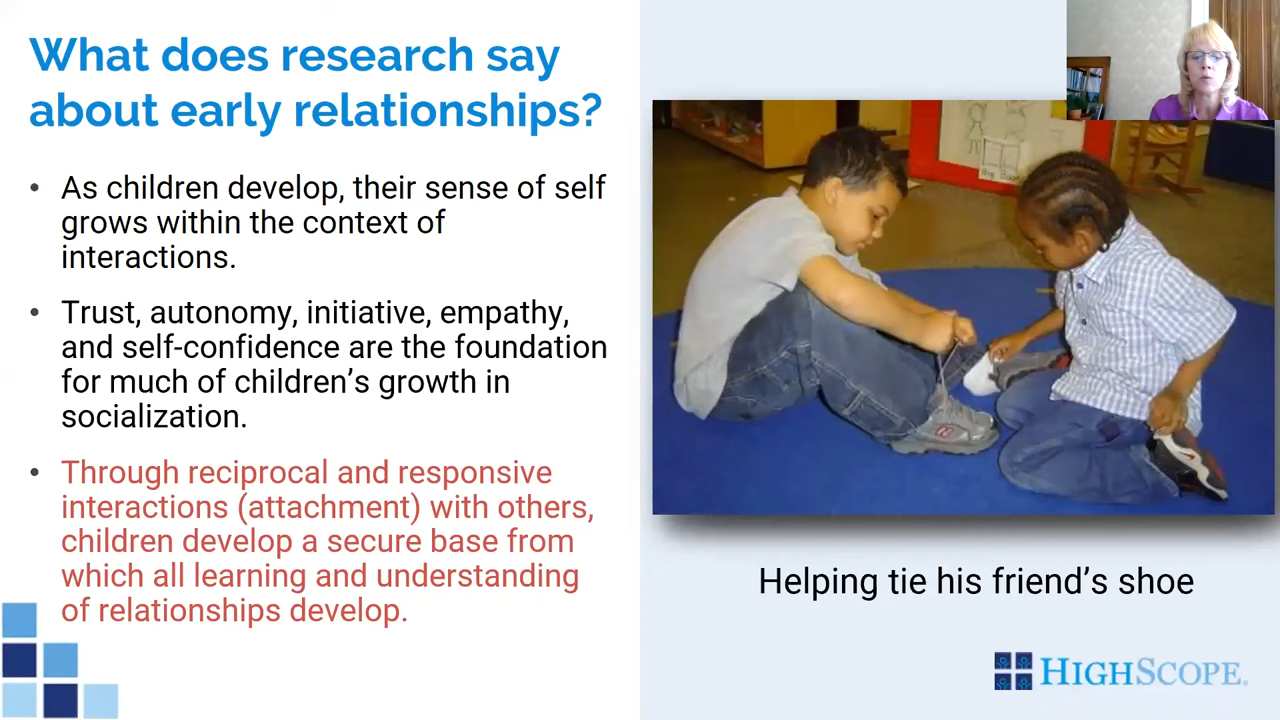 What does research say
about early relationships?
• As children develop, their sense of self
grows within the context of
interactions.
• Trust, autonomy, initiative, empathy,
and self-confidence are the foundation
for much of children’s growth in
socialization.
• Through reciprocal and responsive
interactions (attachment) with others,
children develop a secure base from
which all learning and understanding
of relationships develop.
Helping tie his friend’s shoe
HIGHSCOPE®